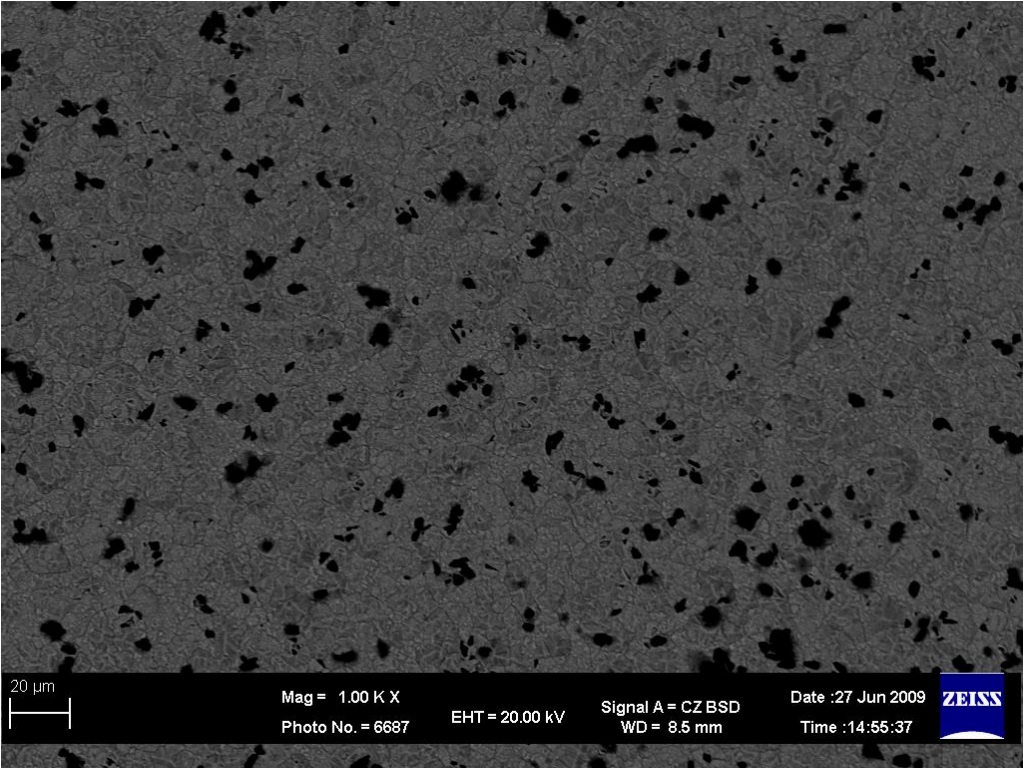 20 µm
Mag = 1.00 K X
Photo No. = 6687
EHT = 20.00 kV
Signal A = CZ BSD
WD = 8.5 mm
Date :27 Jun 2009
Time :14:55:37
ZEISS